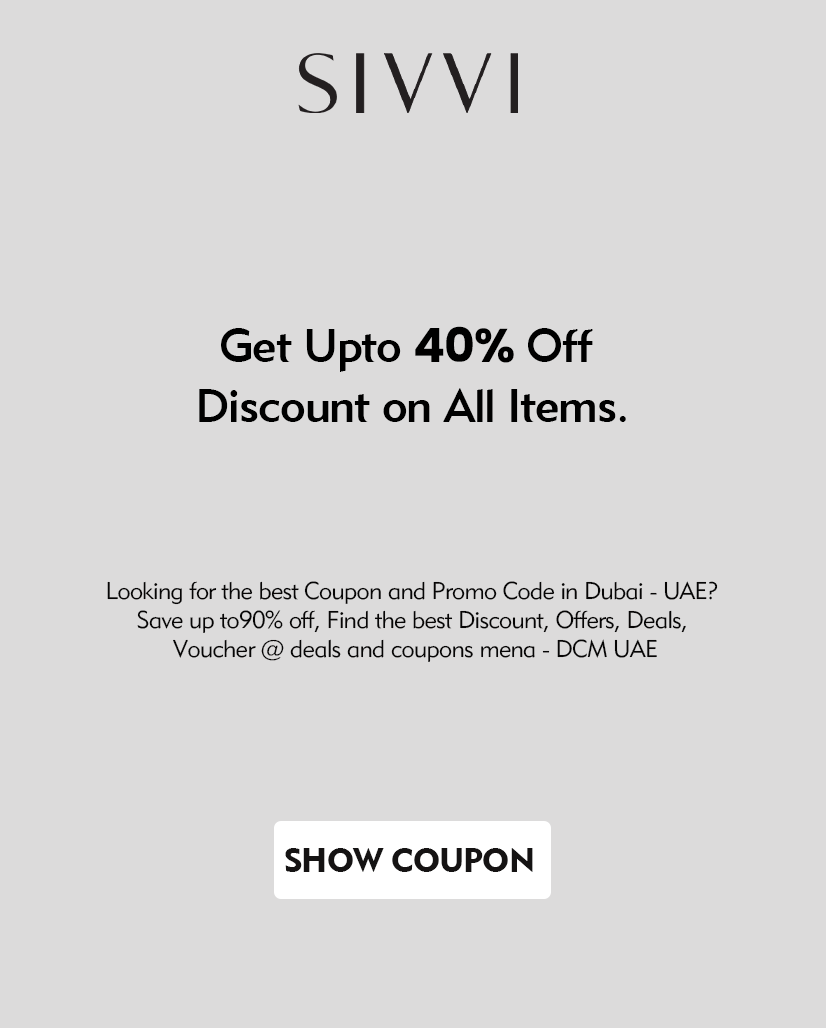 SIVVI
Get Upto 40% Off
Discount on All Items.
Looking for the best Coupon and Promo Code in Dubai - UAE?
Save up to90% off, Find the best Discount, Offers, Deals,
Voucher @ deals and coupons mena - DCM UAE
SHOW COUPON